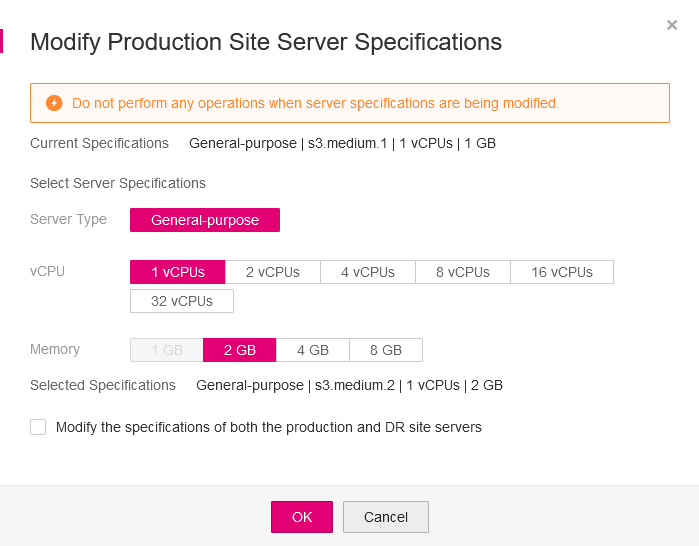 Modify Production Site Server Specifications
Do not perform any operations when server specifications are being modified.
Current Specifications General-purpose | s3.medium.1 | 1 vCPUs | 1 GB
Select Server Specifications
Server Type General-purpose
vCPU 1 vCPUs 2 vCPUs 4 vCPUs 8 vCPUs 16 vCPUs
32 vCPUs
Memory 1 GB 2 GB 4 GB 8 GB
Selected Specifications General-purpose | s3.medium.2 | 1 vCPUs | 2 GB
Modify the specifications of both the production and DR site servers
OK Cancel